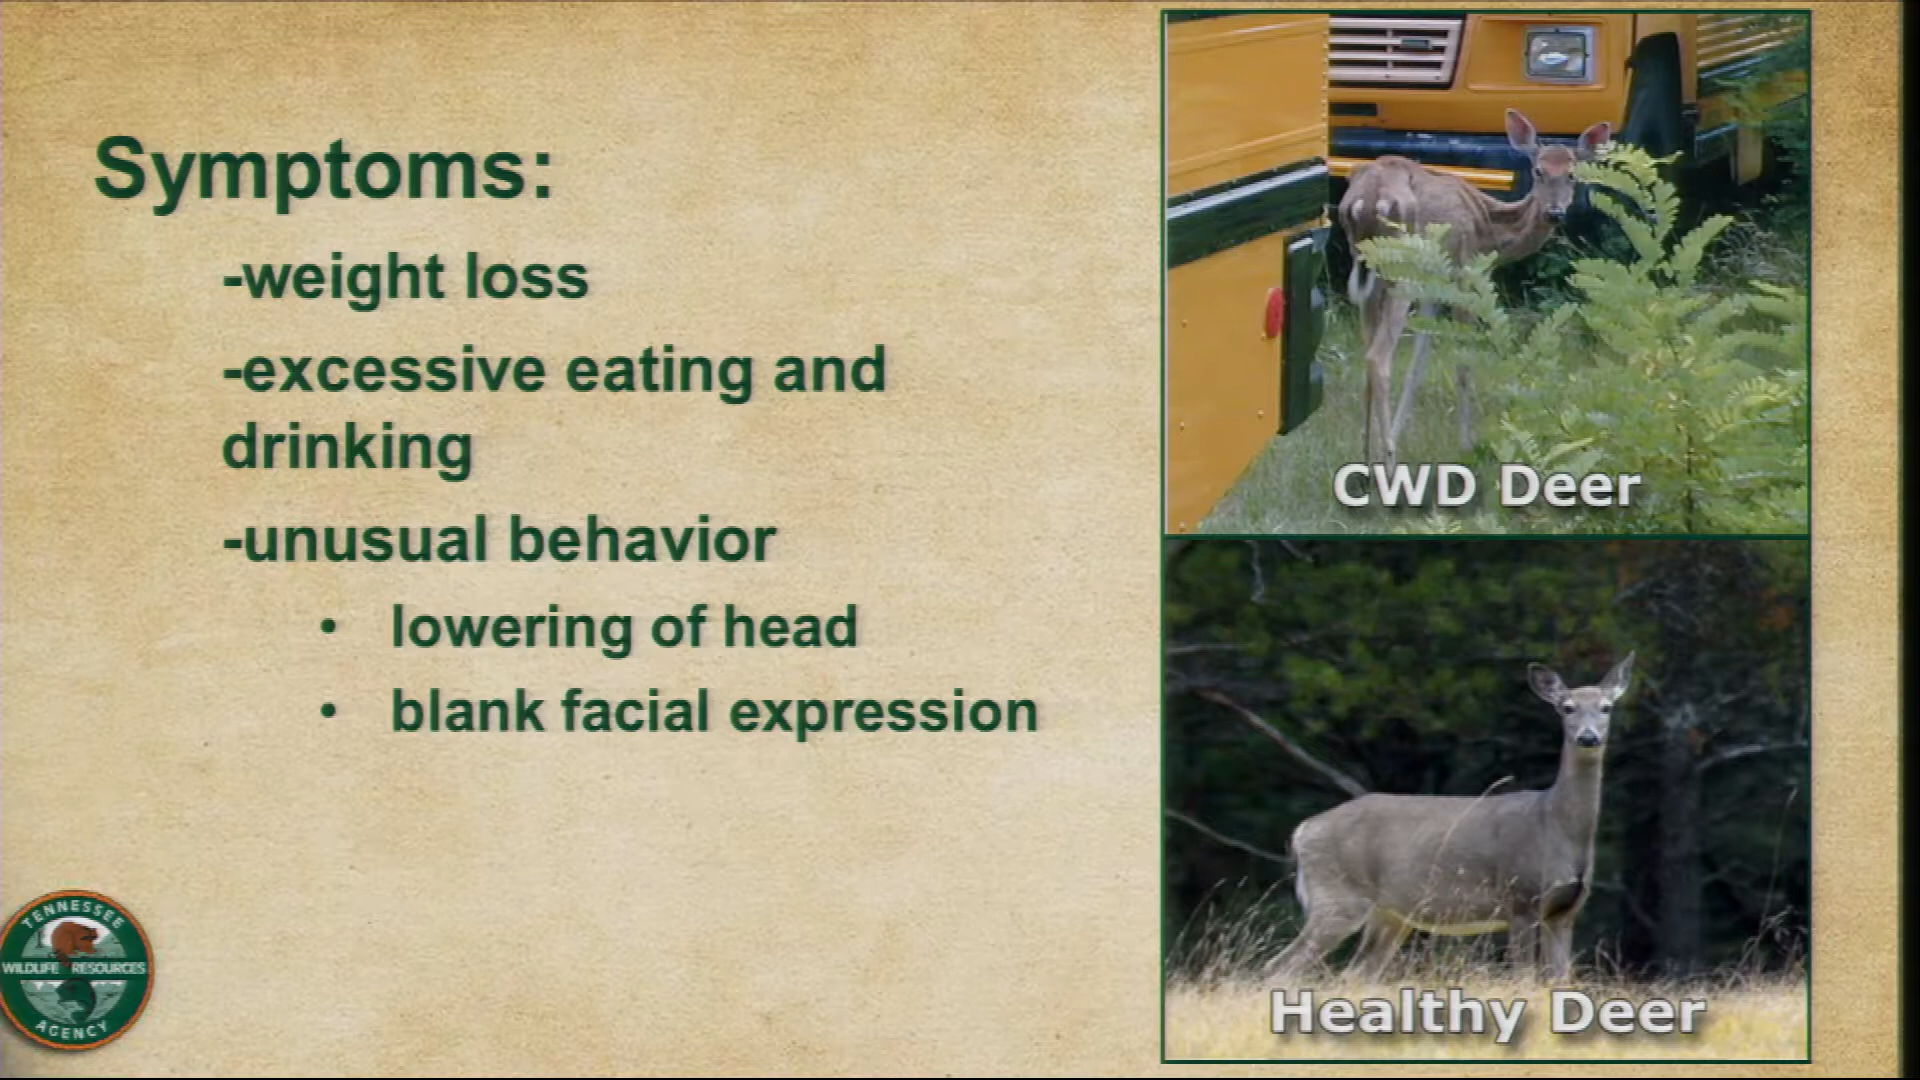 Symptoms:
-weight loss
-excessive eating and
drinking
-unusual behavior
• lowering of head
• blank facial expression
CWD Deer
Healthy Deer
TENNESSEE
WILDLIFE RESOURCES
AGENCY